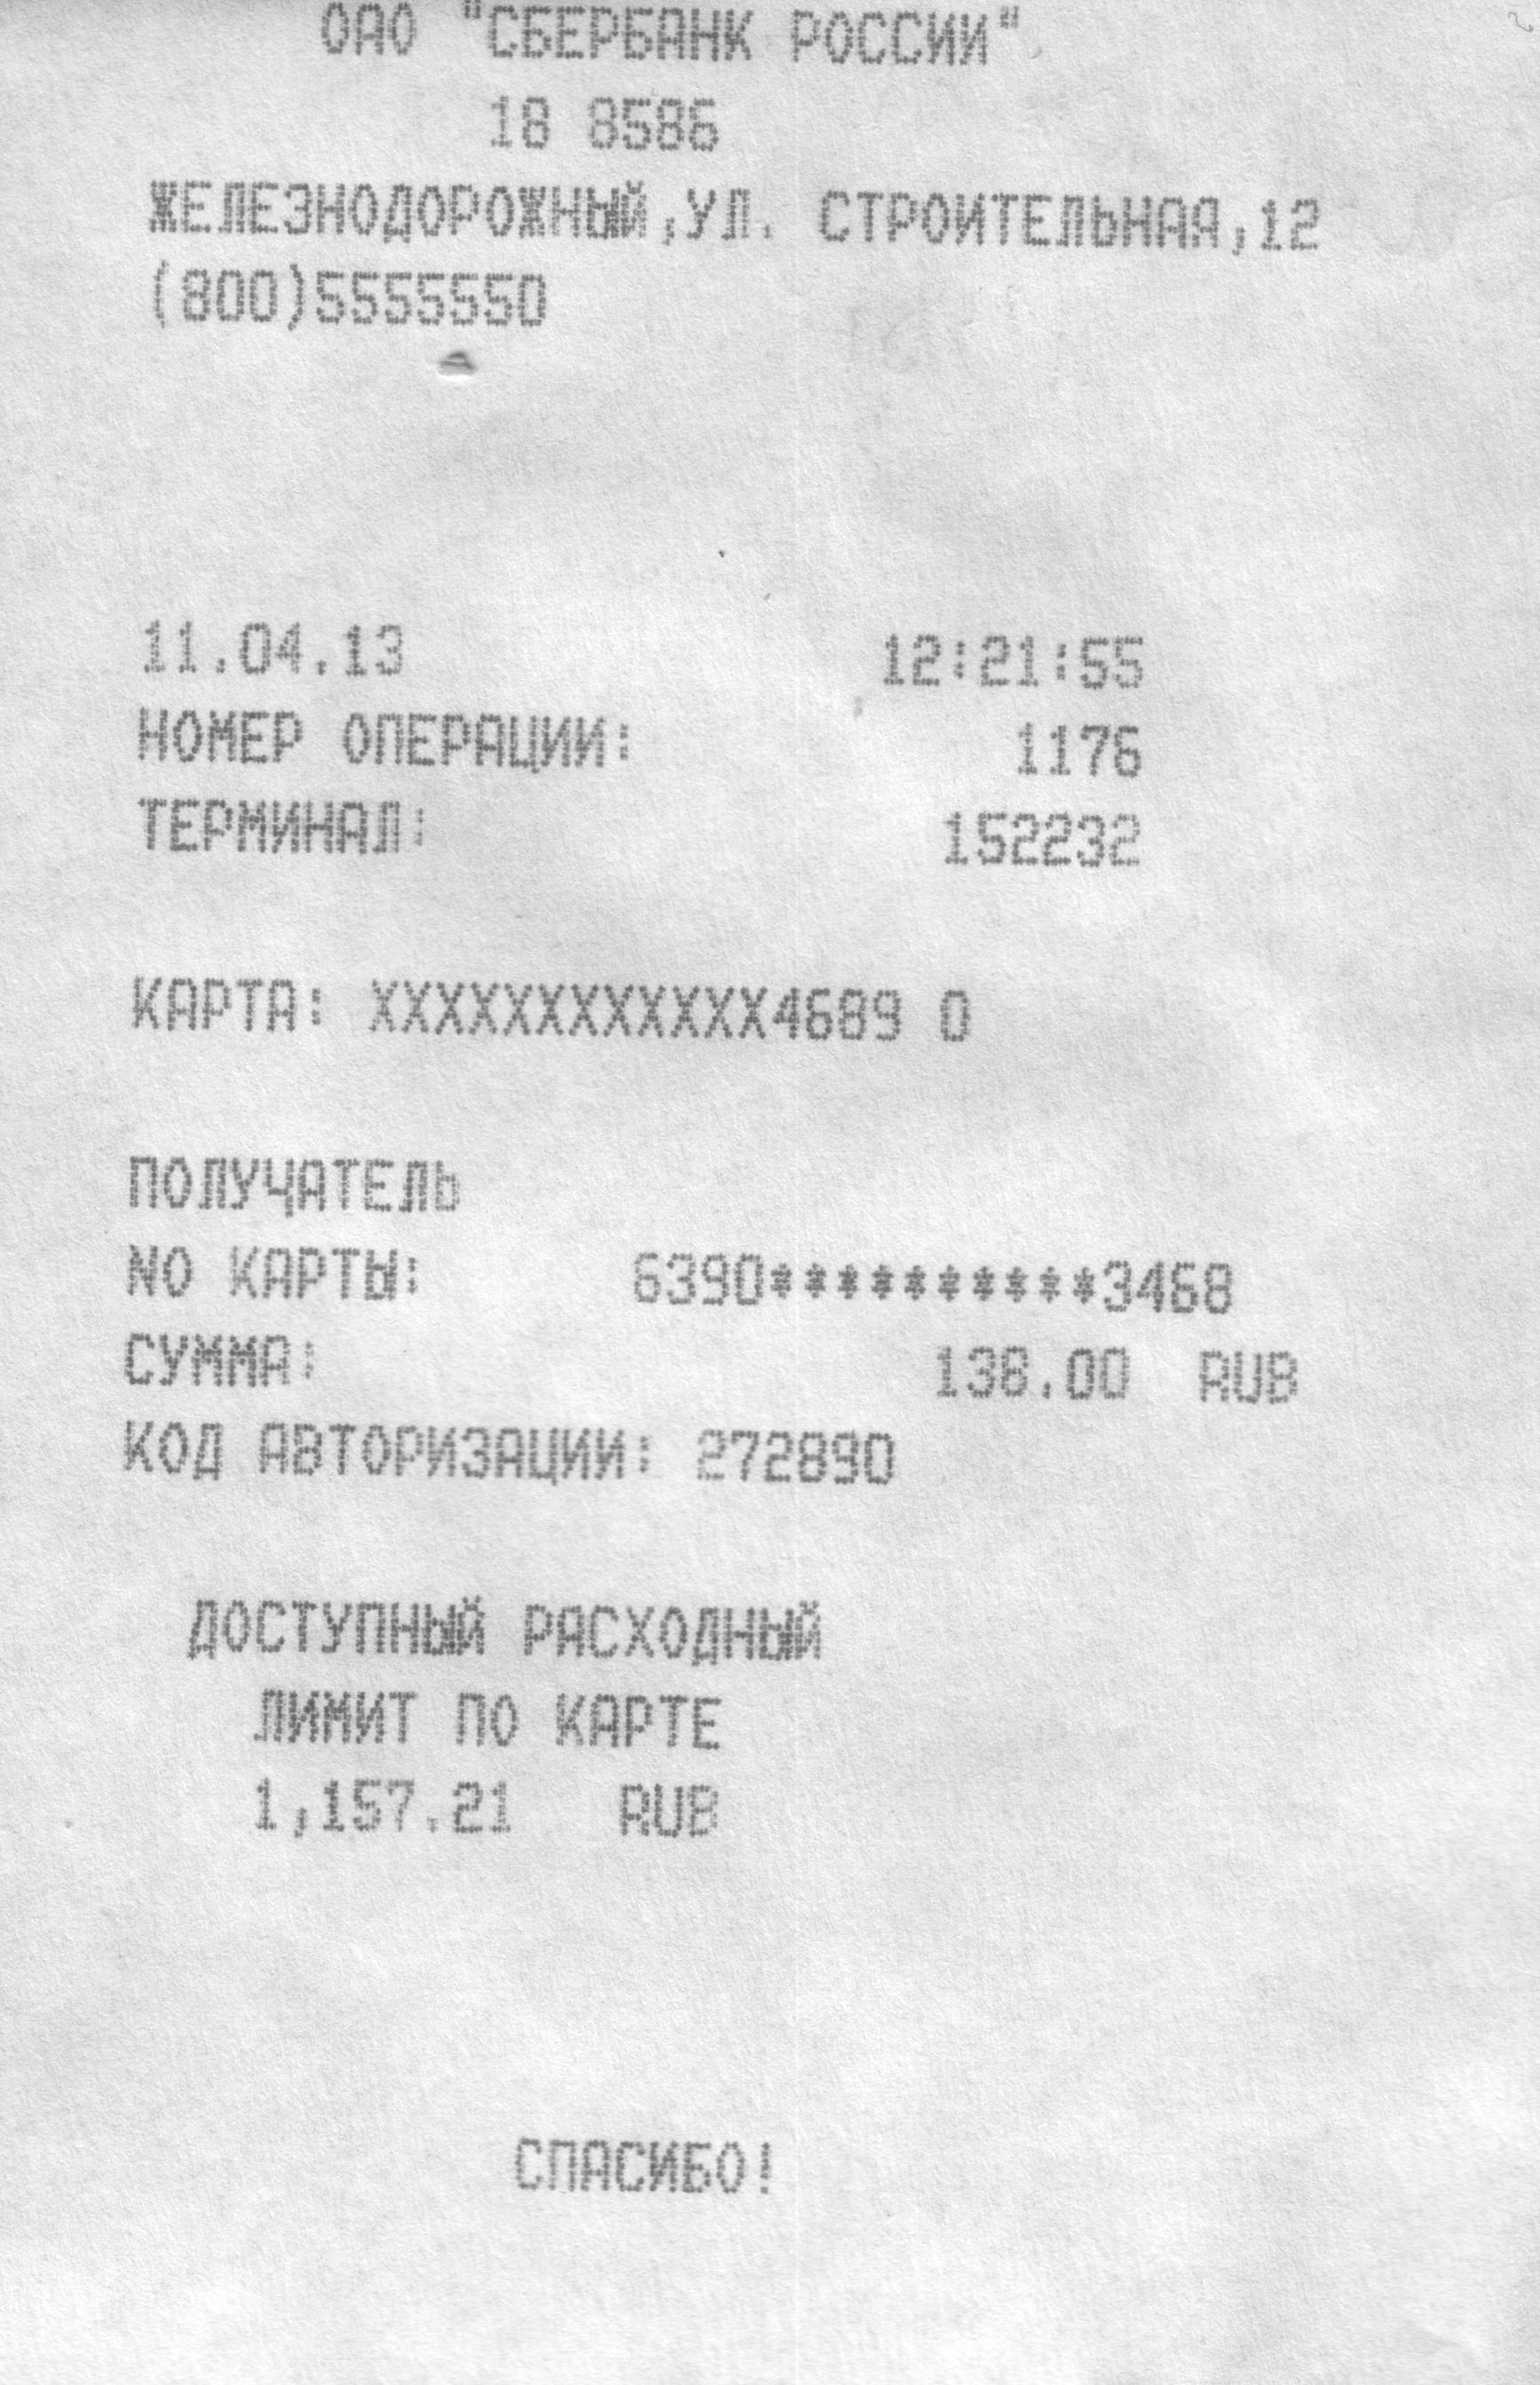 ОАО "СБЕРБАНК РОССИИ"
18 8586
ЖЕЛЕЗНОДОРОЖНЫЙ,УЛ. СТРОИТЕЛЬНАЯ,12
(800)5555550
11.04.13 12:21:55
НОМЕР ОПЕРАЦИИ: 1176
ТЕРМИНАЛ: 152232
КАРТА: XXXXXXXXXXXX4689 0
ПОЛУЧАТЕЛЬ
NO КАРТЫ: 6390**********3468
СУММА: 138.00 RUB
КОД АВТОРИЗАЦИИ: 272890
ДОСТУПНЫЙ РАСХОДНЫЙ
ЛИМИТ ПО КАРТЕ
1,157.21 RUB
СПАСИБО!